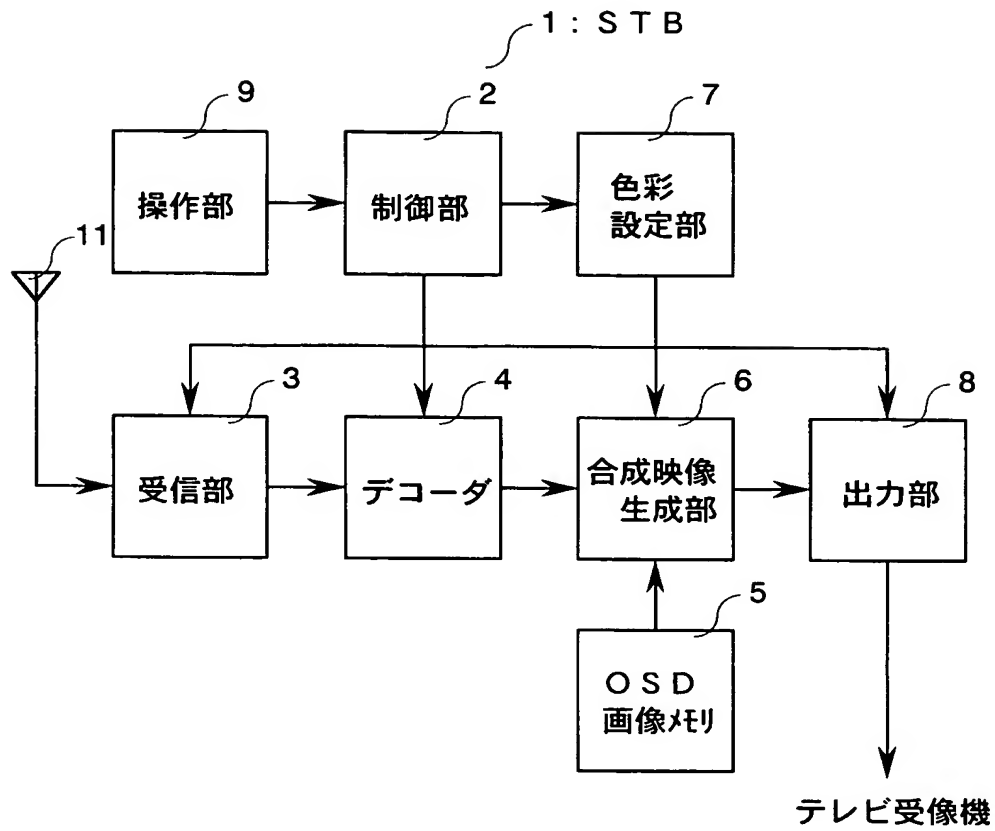 1：ＳＴＢ
9
2
7
操作部
制御部
色彩
設定部
11
3
4
6
8
受信部
デコーダ
合成映像
生成部
出力部
5
ＯＳＤ
画像ﾒﾓﾘ
テレビ受像機